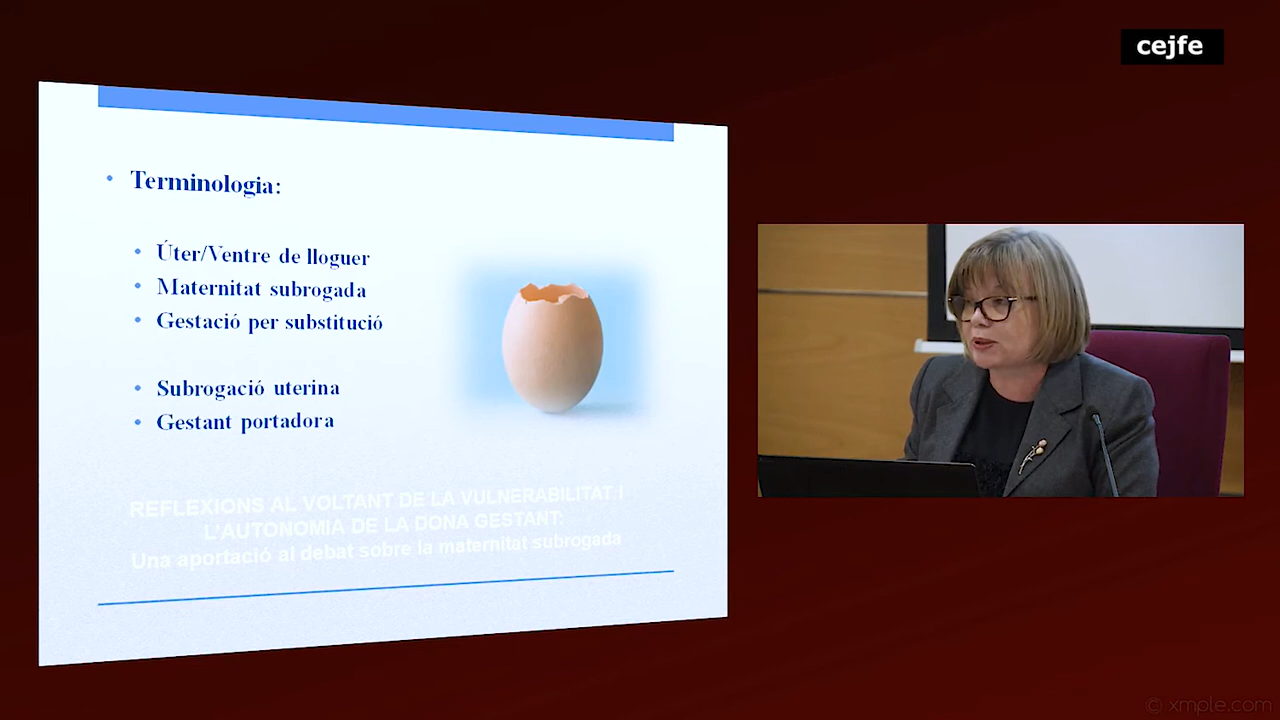 cejfe
Terminologia:
Úter/Ventre de lloguer
Maternitat subrogada
Gestació per substitució
Subrogació uterina
Gestant portadora
REFLEXIONS AL VOLTANT DE LA VULNERABILITAT I
L'AUTONOMIA DE LA DONA GESTANT:
Una aportació al debat sobre la maternitat subrogada
© xmple.com